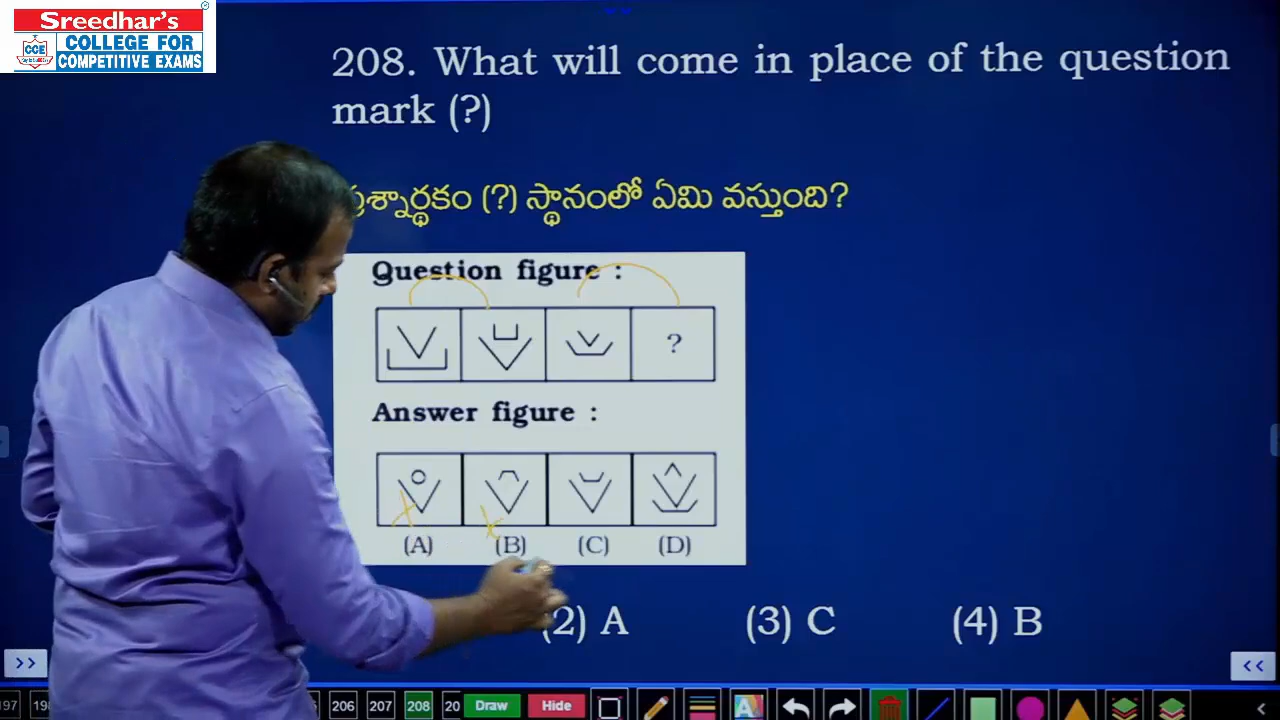 Sreedhar's
CCE
COLLEGE FOR
COMPETITIVE EXAMS
208. What will come in place of the question
mark (?)
ప్రశ్నార్థకం (?) స్థానంలో ఏమి వస్తుంది?
Question figure :
?
Answer figure :
(A) (B) (C) (D)
(2) A (3) C (4) B
>> <<
197 206 207 208 Draw Hide